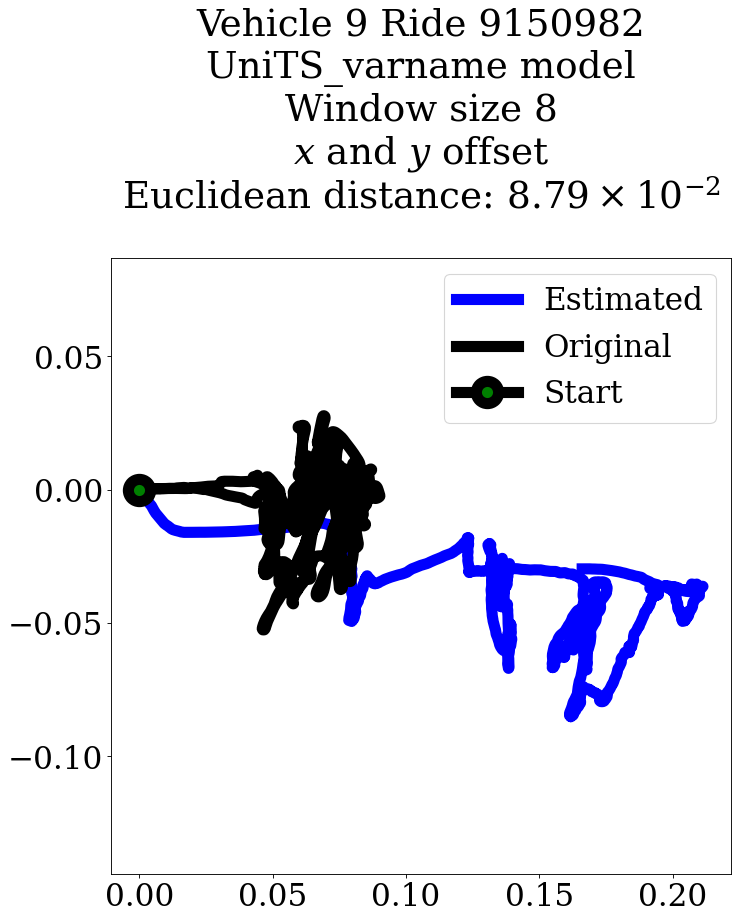 Vehicle 9 Ride 9150982
UniTS_varname model
Window size 8
x and y offset
Euclidean distance: 8.79 × 10⁻²
Estimated
Original
Start
0.05
0.00
−0.05
−0.10
0.00 0.05 0.10 0.15 0.20